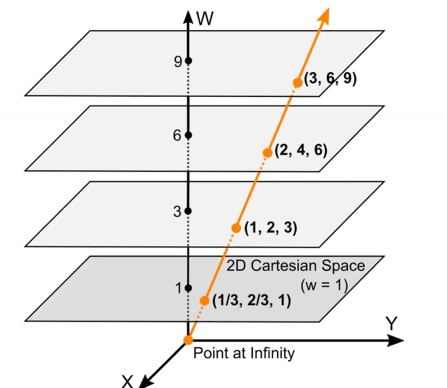 W
9
(3, 6, 9)
6
(2, 4, 6)
3
(1, 2, 3)
2D Cartesian Space
(w = 1)
1
(1/3, 2/3, 1)
Y
Point at Infinity
X